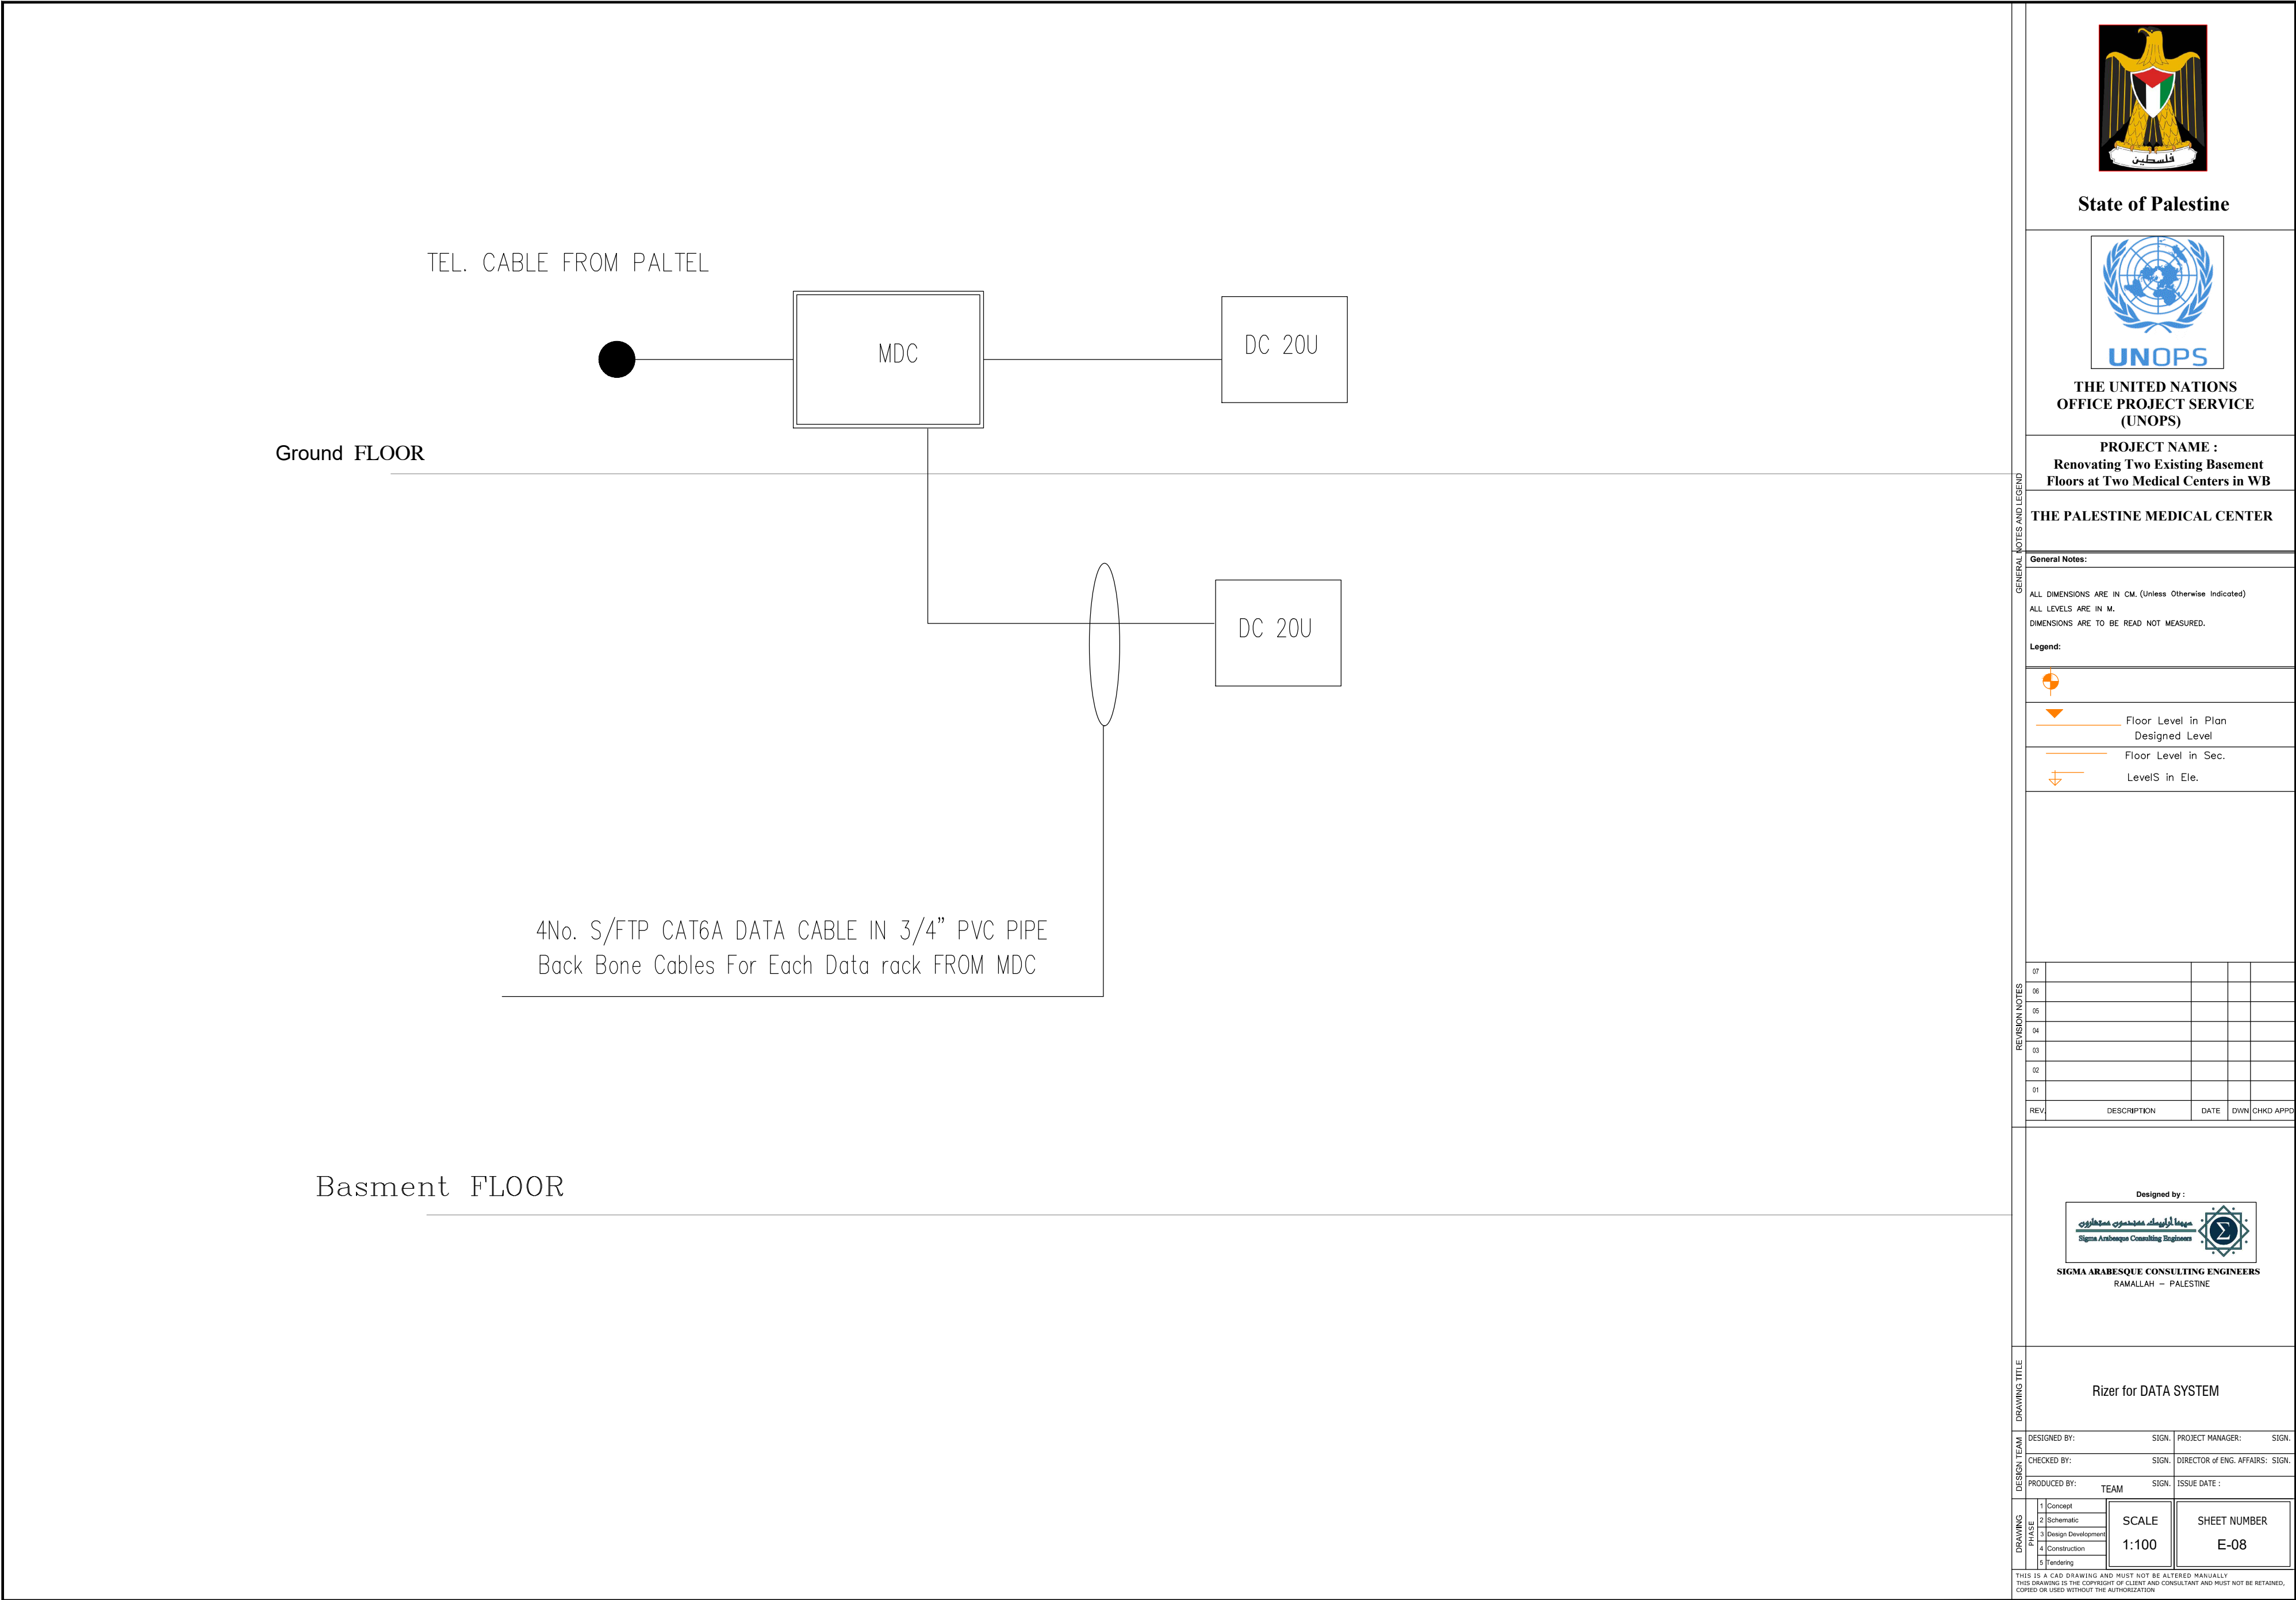 TEL. CABLE FROM PALTEL
MDC
DC 20U
Ground FLOOR
DC 20U
4No. S/FTP CAT6A DATA CABLE IN 3/4" PVC PIPE
Back Bone Cables For Each Data rack FROM MDC
Basment FLOOR
فلسطين
State of Palestine
UNOPS
THE UNITED NATIONS
OFFICE PROJECT SERVICE
(UNOPS)
PROJECT NAME :
Renovating Two Existing Basement
Floors at Two Medical Centers in WB
THE PALESTINE MEDICAL CENTER
GENERAL NOTES AND LEGEND
General Notes:
ALL DIMENSIONS ARE IN CM. (Unless Otherwise Indicated)
ALL LEVELS ARE IN M.
DIMENSIONS ARE TO BE READ NOT MEASURED.
Legend:
Floor Level in Plan
Designed Level
Floor Level in Sec.
LevelS in Ele.
REVISION NOTES
07
06
05
04
03
02
01
REV. DESCRIPTION DATE DWN CHKD APPD
Designed by :
سيجما أرابيسك مهندسون مستشارون
Sigma Arabesque Consulting Engineers
Σ
SIGMA ARABESQUE CONSULTING ENGINEERS
RAMALLAH – PALESTINE
DRAWING TITLE
Rizer for DATA SYSTEM
DESIGN TEAM
DESIGNED BY: SIGN. PROJECT MANAGER: SIGN.
CHECKED BY: SIGN. DIRECTOR of ENG. AFFAIRS: SIGN.
PRODUCED BY: TEAM SIGN. ISSUE DATE :
DRAWING
PHASE
1 Concept
2 Schematic
3 Design Development
4 Construction
5 Tendering
SCALE
1:100
SHEET NUMBER
E-08
THIS IS A CAD DRAWING AND MUST NOT BE ALTERED MANUALLY
THIS DRAWING IS THE COPYRIGHT OF CLIENT AND CONSULTANT AND MUST NOT BE RETAINED,
COPIED OR USED WITHOUT THE AUTHORIZATION